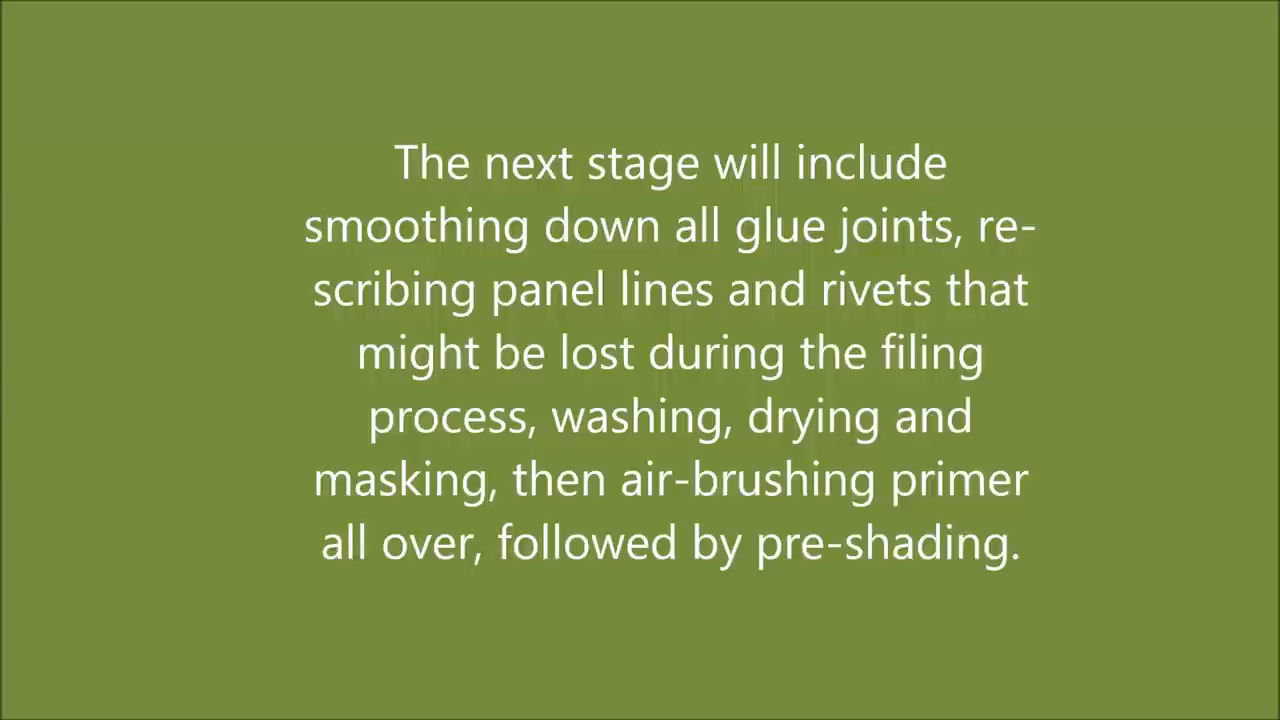 The next stage will include
smoothing down all glue joints, re-
scribing panel lines and rivets that
might be lost during the filing
process, washing, drying and
masking, then air-brushing primer
all over, followed by pre-shading.